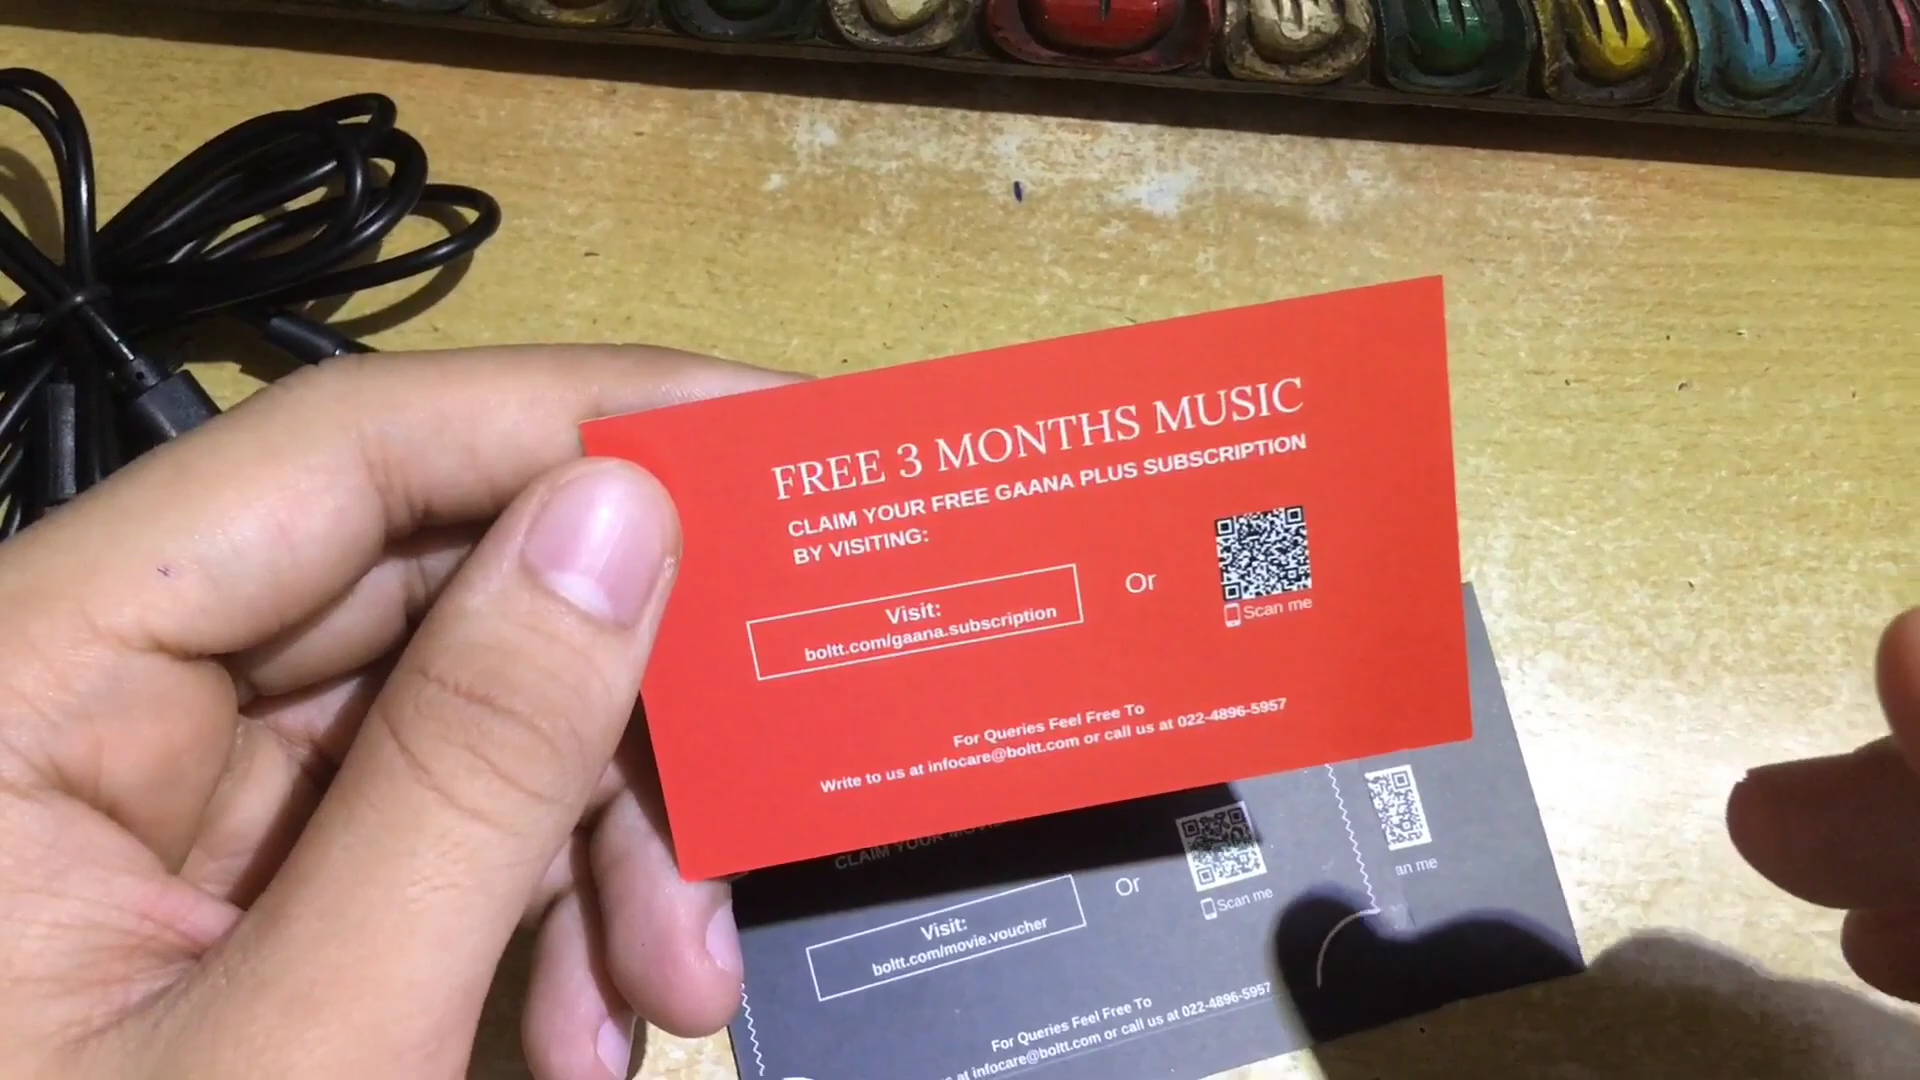 FREE 3 MONTHS MUSIC
CLAIM YOUR FREE GAANA PLUS SUBSCRIPTION
BY VISITING:
Visit:
boltt.com/gaana.subscription
Or
Scan me
For Queries Feel Free To
Write to us at infocare@boltt.com or call us at 022-4896-5957
CLAIM YOUR MOVIE
Visit:
boltt.com/movie.voucher
Or
Scan me
an me
For Queries Feel Free To
at infocare@boltt.com or call us at 022-4896-5957